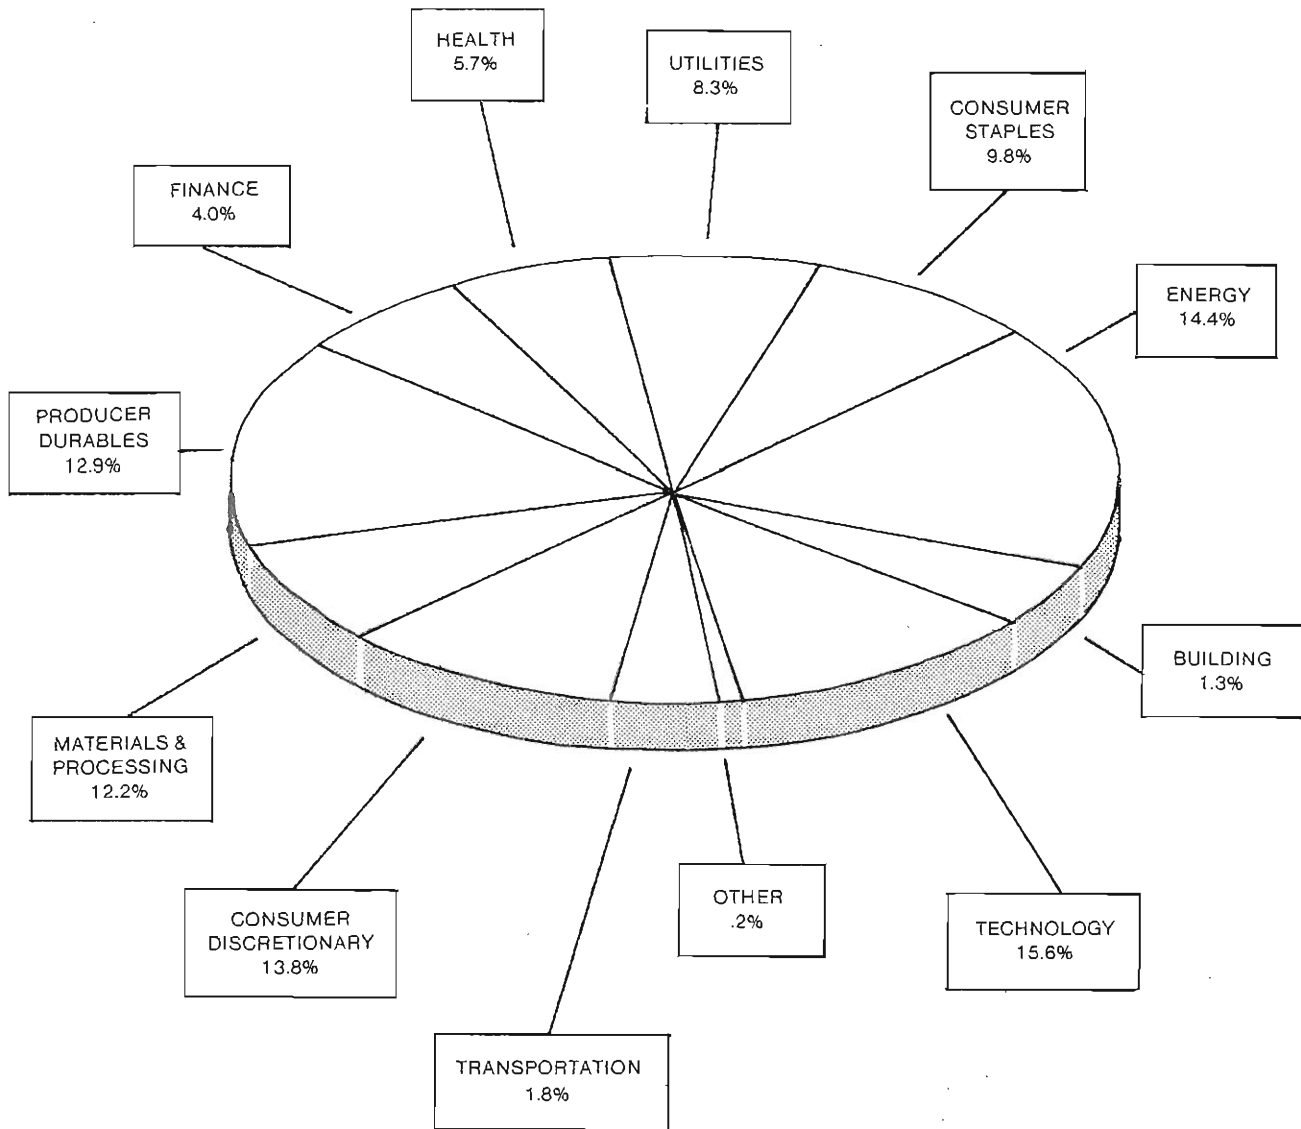 HEALTH
5.7%
UTILITIES
8.3%
CONSUMER
STAPLES
9.8%
FINANCE
4.0%
ENERGY
14.4%
PRODUCER
DURABLES
12.9%
BUILDING
1.3%
MATERIALS &
PROCESSING
12.2%
OTHER
.2%
CONSUMER
DISCRETIONARY
13.8%
TECHNOLOGY
15.6%
TRANSPORTATION
1.8%